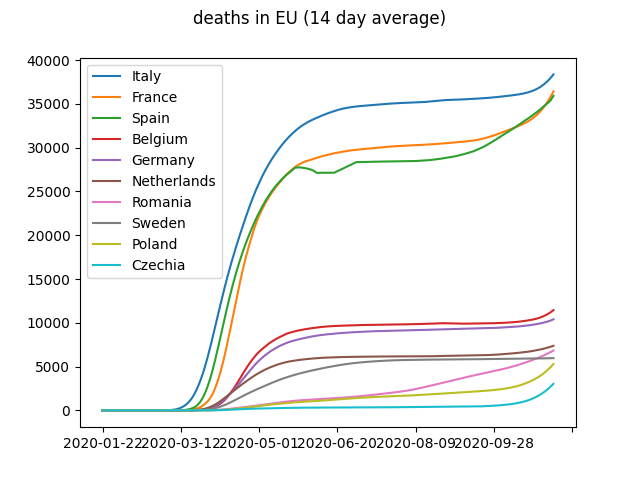 deaths in EU (14 day average)
40000
35000
30000
25000
20000
15000
10000
5000
0
Italy
France
Spain
Belgium
Germany
Netherlands
Romania
Sweden
Poland
Czechia
2020-01-22 2020-03-12 2020-05-01 2020-06-20 2020-08-09 2020-09-28